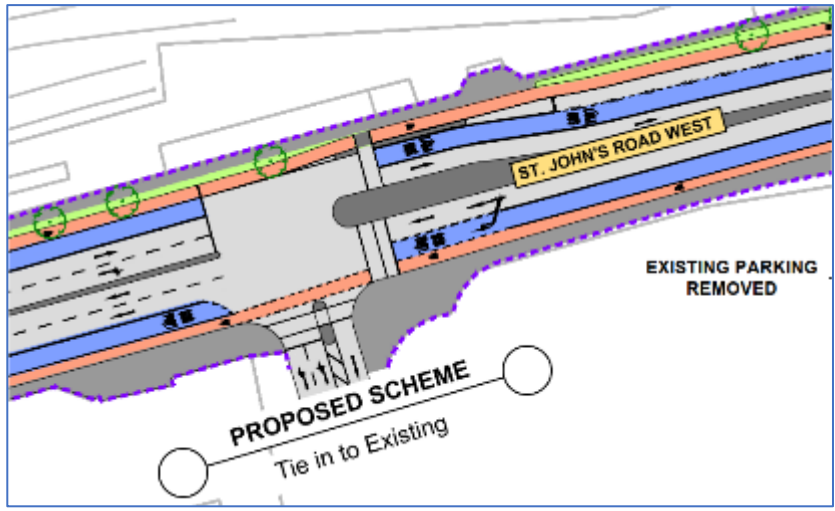 ST. JOHN'S ROAD WEST
EXISTING PARKING
REMOVED
PROPOSED SCHEME
Tie in to Existing